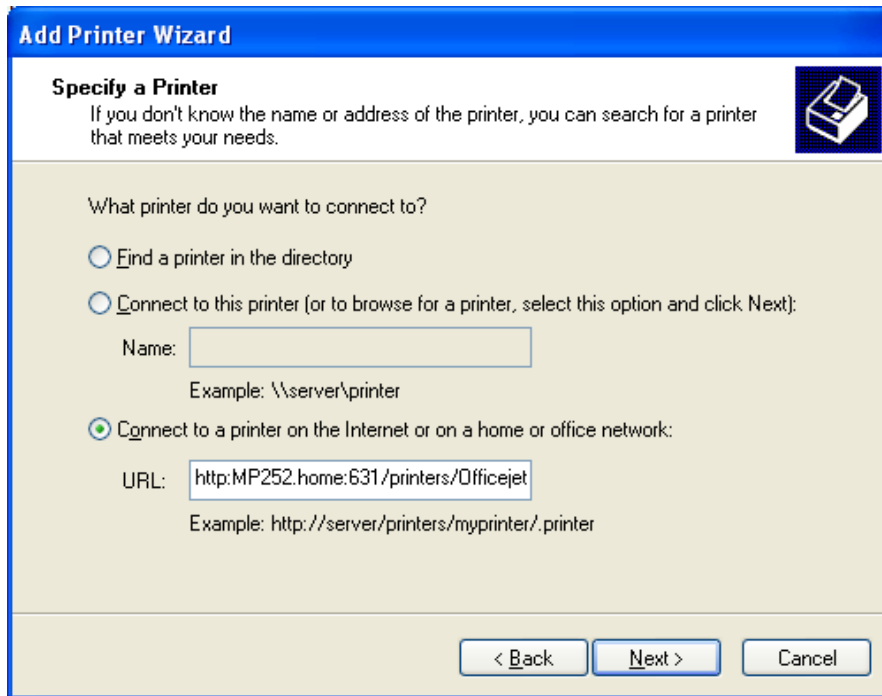 Add Printer Wizard
Specify a Printer
If you don't know the name or address of the printer, you can search for a printer
that meets your needs.
What printer do you want to connect to?
Find a printer in the directory
Connect to this printer (or to browse for a printer, select this option and click Next):
Name:
Example: \\server\printer
Connect to a printer on the Internet or on a home or office network:
URL: http:MP252.home:631/printers/Officejet
Example: http://server/printers/myprinter/.printer
< Back Next > Cancel